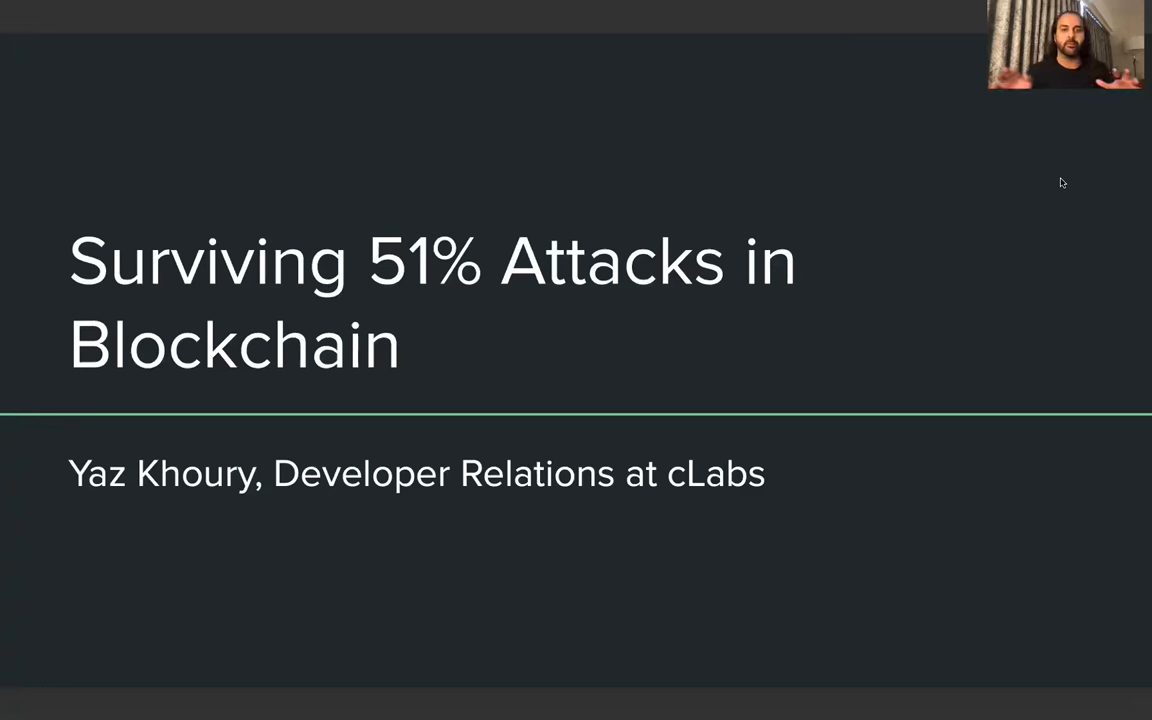 Surviving 51% Attacks in
Blockchain
Yaz Khoury, Developer Relations at cLabs